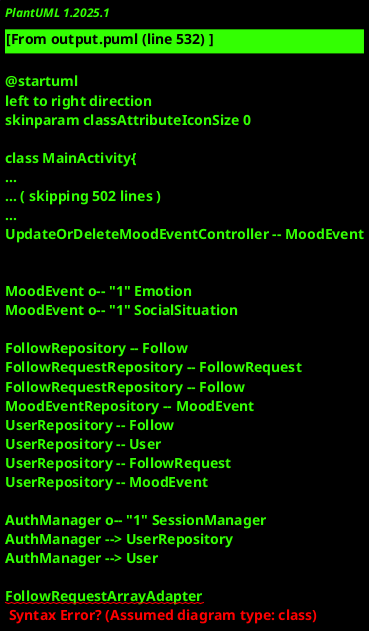 PlantUML 1.2025.1
[From output.puml (line 532) ]
@startuml
left to right direction
skinparam classAttributeIconSize 0
class MainActivity{
...
... ( skipping 502 lines )
...
UpdateOrDeleteMoodEventController -- MoodEvent
MoodEvent o-- "1" Emotion
MoodEvent o-- "1" SocialSituation
FollowRepository -- Follow
FollowRequestRepository -- FollowRequest
FollowRequestRepository -- Follow
MoodEventRepository -- MoodEvent
UserRepository -- Follow
UserRepository -- User
UserRepository -- FollowRequest
UserRepository -- MoodEvent
AuthManager o-- "1" SessionManager
AuthManager --> UserRepository
AuthManager --> User
FollowRequestArrayAdapter
Syntax Error? (Assumed diagram type: class)